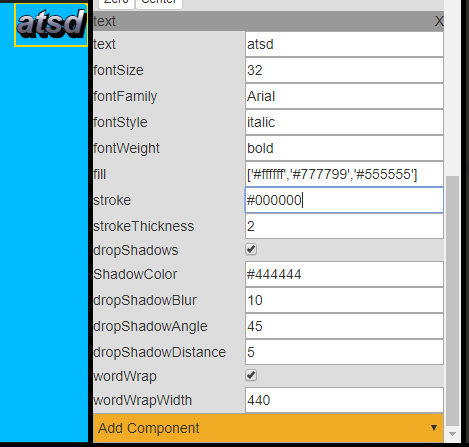 atsd
Zero Center
text X
text atsd
fontSize 32
fontFamily Arial
fontStyle italic
fontWeight bold
fill ['#ffffff','#777799','#555555']
stroke #000000
strokeThickness 2
dropShadows
ShadowColor #444444
dropShadowBlur 10
dropShadowAngle 45
dropShadowDistance 5
wordWrap
wordWrapWidth 440
Add Component